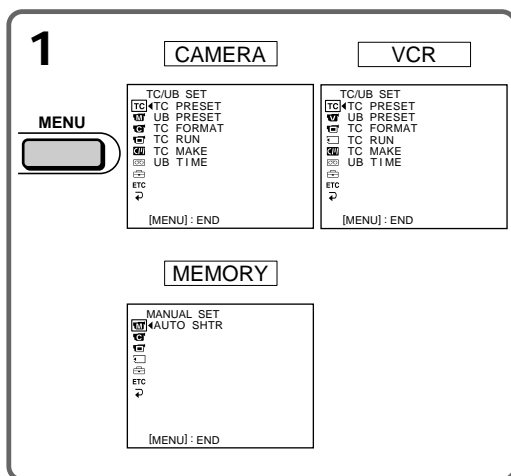 1
MENU
CAMERA
TC/UB SET
TC TC PRESET
M UB PRESET
C TC FORMAT
TC RUN
TC MAKE
UB TIME
ETC
[MENU] : END
VCR
TC/UB SET
TC TC PRESET
V UB PRESET
TC FORMAT
TC RUN
TC MAKE
UB TIME
ETC
[MENU] : END
MEMORY
MANUAL SET
M AUTO SHTR
C
ETC
[MENU] : END